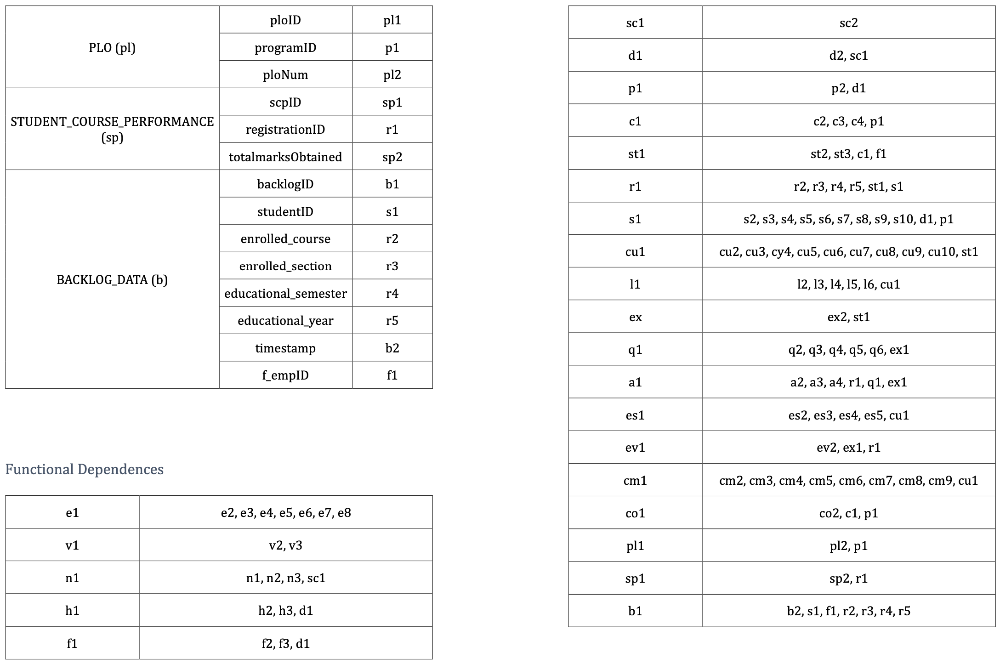 PLO (pl)
ploID pl1
programID p1
ploNum pl2
STUDENT_COURSE_PERFORMANCE
(sp)
scpID sp1
registrationID r1
totalmarksObtained sp2
BACKLOG_DATA (b)
backlogID b1
studentID s1
enrolled_course r2
enrolled_section r3
educational_semester r4
educational_year r5
timestamp b2
f_empID f1
Functional Dependences
e1 e2, e3, e4, e5, e6, e7, e8
v1 v2, v3
n1 n1, n2, n3, sc1
h1 h2, h3, d1
f1 f2, f3, d1
sc1 sc2
d1 d2, sc1
p1 p2, d1
c1 c2, c3, c4, p1
st1 st2, st3, c1, f1
r1 r2, r3, r4, r5, st1, s1
s1 s2, s3, s4, s5, s6, s7, s8, s9, s10, d1, p1
cu1 cu2, cu3, cy4, cu5, cu6, cu7, cu8, cu9, cu10, st1
l1 l2, l3, l4, l5, l6, cu1
ex ex2, st1
q1 q2, q3, q4, q5, q6, ex1
a1 a2, a3, a4, r1, q1, ex1
es1 es2, es3, es4, es5, cu1
ev1 ev2, ex1, r1
cm1 cm2, cm3, cm4, cm5, cm6, cm7, cm8, cm9, cu1
co1 co2, c1, p1
pl1 pl2, p1
sp1 sp2, r1
b1 b2, s1, f1, r2, r3, r4, r5